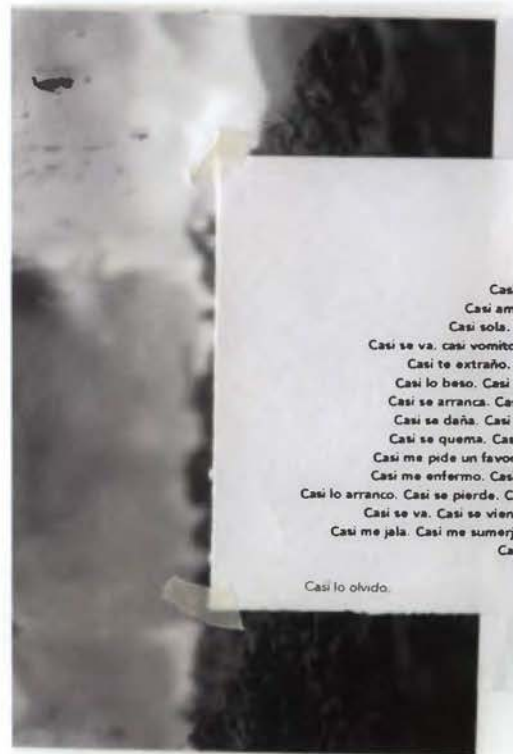 Casi
Casi am
Casi sola.
Casi se va. casi vomito
Casi te extraño.
Casi lo beso. Casi
Casi se arranca. Cas
Casi se daña. Casi
Casi se quema. Cas
Casi me pide un favo
Casi me enfermo. Cas
Casi lo arranco. Casi se pierde. C
Casi se va. Casi se vien
Casi me jala. Casi me sumerj
Ca
Casi lo olvido.